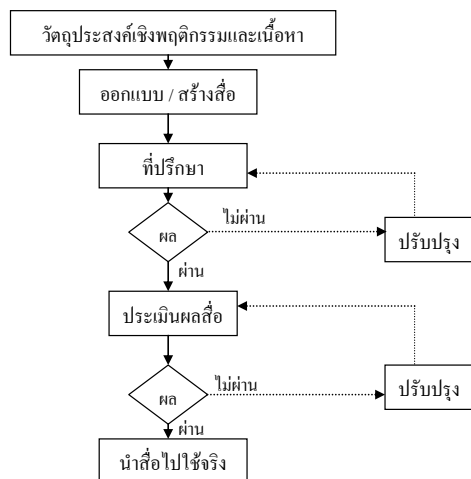 วัตถุประสงค์เชิงพฤติกรรมและเนื้อหา
ออกแบบ / สร้างสื่อ
ที่ปรึกษา
ผล
ไม่ผ่าน
ปรับปรุง
ผ่าน
ประเมินผลสื่อ
ผล
ไม่ผ่าน
ปรับปรุง
ผ่าน
นำสื่อไปใช้จริง